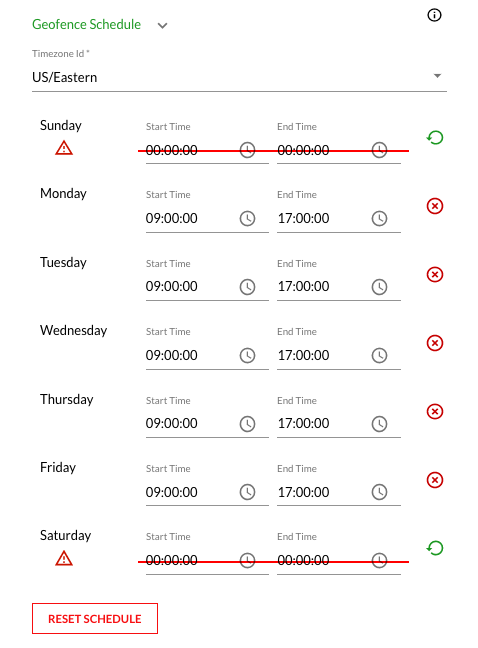 Geofence Schedule
Timezone Id *
US/Eastern
Sunday
Start Time
End Time
00:00:00
00:00:00
Monday
Start Time
End Time
09:00:00
17:00:00
Tuesday
Start Time
End Time
09:00:00
17:00:00
Wednesday
Start Time
End Time
09:00:00
17:00:00
Thursday
Start Time
End Time
09:00:00
17:00:00
Friday
Start Time
End Time
09:00:00
17:00:00
Saturday
Start Time
End Time
00:00:00
00:00:00
RESET SCHEDULE